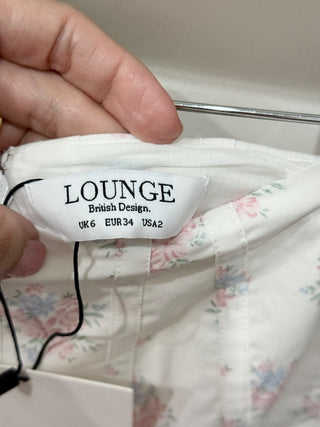 LOUNGE
British Design.
UK6 EUR34 USA2